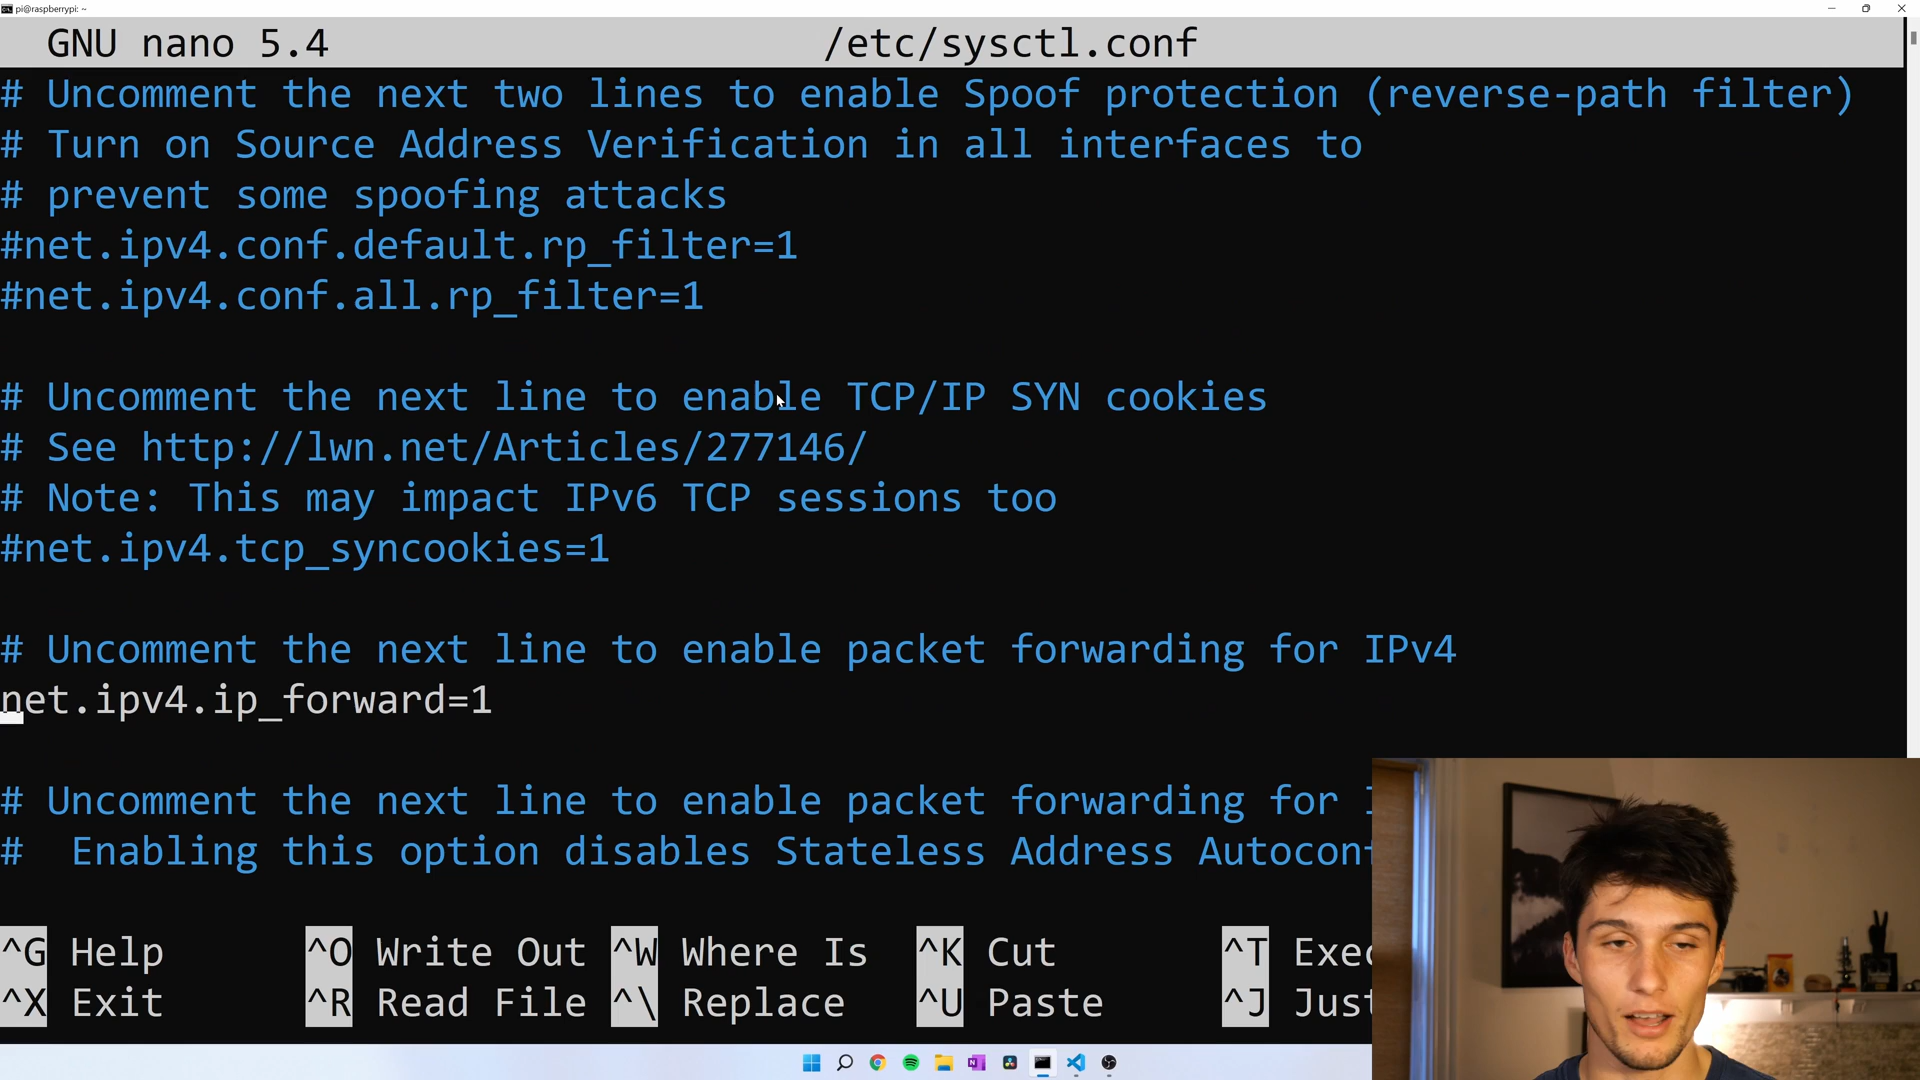 pi@raspberrypi: ~
GNU nano 5.4 /etc/sysctl.conf
# Uncomment the next two lines to enable Spoof protection (reverse-path filter)
# Turn on Source Address Verification in all interfaces to
# prevent some spoofing attacks
#net.ipv4.conf.default.rp_filter=1
#net.ipv4.conf.all.rp_filter=1
# Uncomment the next line to enable TCP/IP SYN cookies
# See http://lwn.net/Articles/277146/
# Note: This may impact IPv6 TCP sessions too
#net.ipv4.tcp_syncookies=1
# Uncomment the next line to enable packet forwarding for IPv4
net.ipv4.ip_forward=1
# Uncomment the next line to enable packet forwarding for
# Enabling this option disables Stateless Address Autocon
^G Help ^O Write Out ^W Where Is ^K Cut ^T Exec
^X Exit ^R Read File ^\ Replace ^U Paste ^J Just